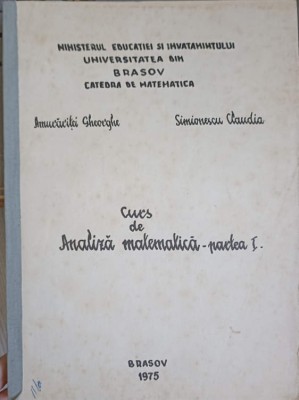 MINISTERUL EDUCATIEI SI INVATAMINTULUI
UNIVERSITATEA DIN
BRASOV
CATEDRA DE MATEMATICA
Amucăciței Gheorghe Simionescu Claudia
Curs
de
Analiză matematică - partea I.
BRASOV
1975